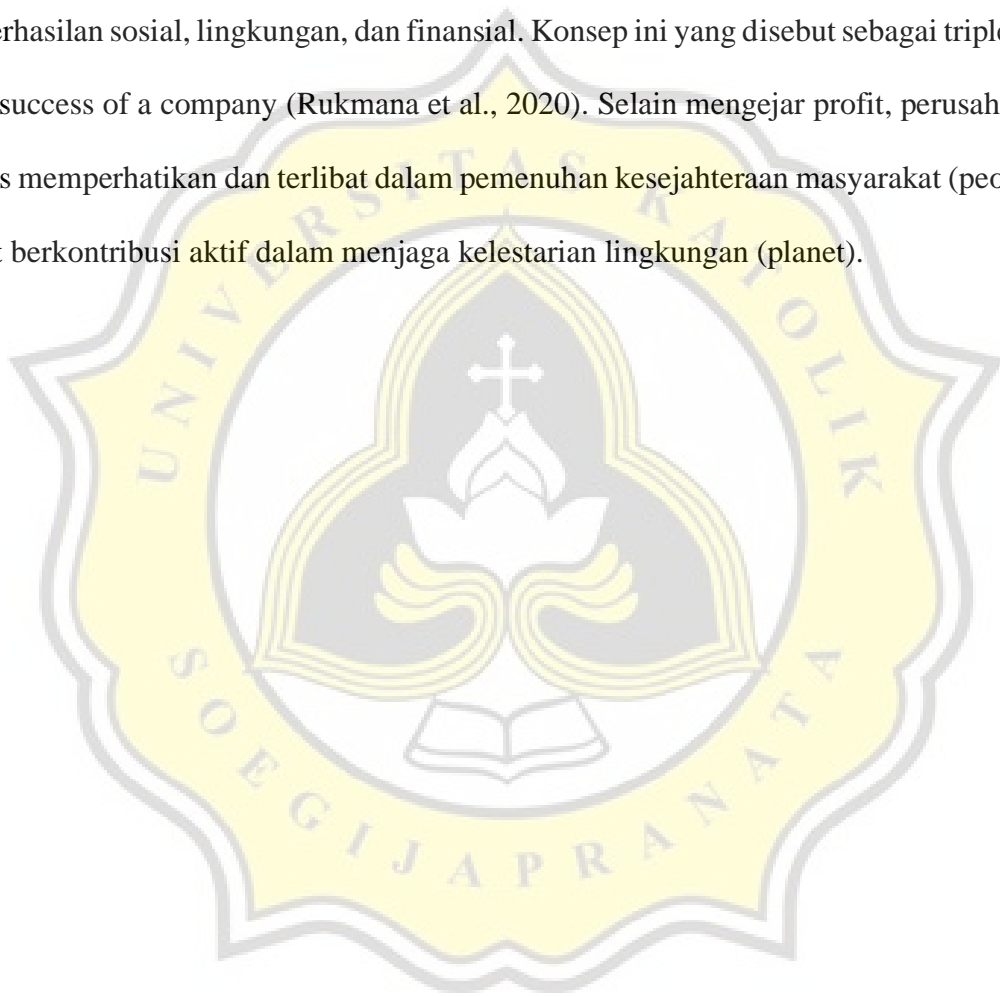 erhasilan sosial, lingkungan, dan finansial. Konsep ini yang disebut sebagai triple
success of a company (Rukmana et al., 2020). Selain mengejar profit, perusah
s memperhatikan dan terlibat dalam pemenuhan kesejahteraan masyarakat (peo
t berkontribusi aktif dalam menjaga kelestarian lingkungan (planet).
UNIVERSITAS KATOLIK
SOEGIJAPRANATA